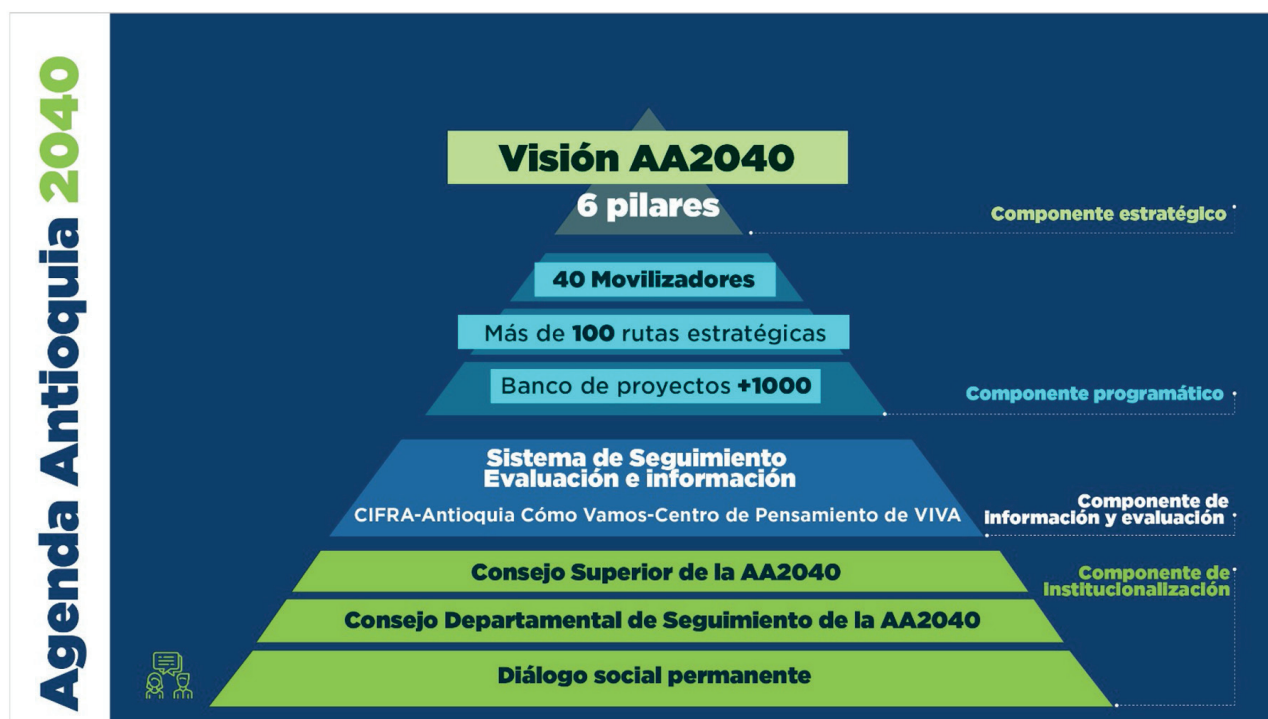 Agenda Antioquia 2040
Visión AA2040
6 pilares
Componente estratégico
40 Movilizadores
Más de 100 rutas estratégicas
Banco de proyectos +1000
Componente programático
Sistema de Seguimiento
Evaluación e información
CIFRA-Antioquia Cómo Vamos-Centro de Pensamiento de VIVA
Componente de
información y evaluación
Consejo Superior de la AA2040
Componente de
Institucionalización
Consejo Departamental de Seguimiento de la AA2040
Diálogo social permanente